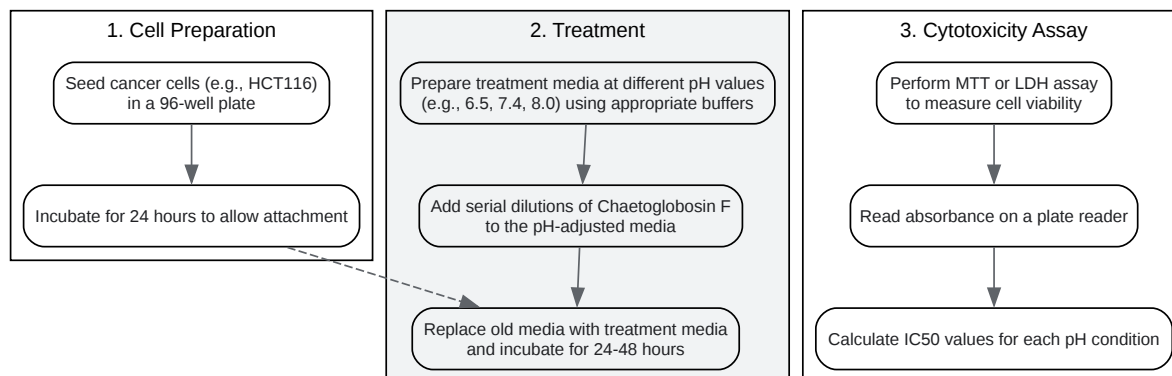 1. Cell Preparation
Seed cancer cells (e.g., HCT116)
in a 96-well plate
Incubate for 24 hours to allow attachment
2. Treatment
Prepare treatment media at different pH values
(e.g., 6.5, 7.4, 8.0) using appropriate buffers
Add serial dilutions of Chaetoglobosin F
to the pH-adjusted media
Replace old media with treatment media
and incubate for 24-48 hours
3. Cytotoxicity Assay
Perform MTT or LDH assay
to measure cell viability
Read absorbance on a plate reader
Calculate IC50 values for each pH condition